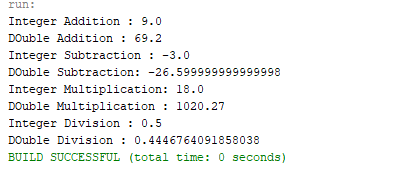 run:
Integer Addition : 9.0
DOuble Addition : 69.2
Integer Subtraction : -3.0
DOuble Subtraction: -26.599999999999998
Integer Multiplication: 18.0
DOuble Multiplication : 1020.27
Integer Division : 0.5
DOuble Division : 0.4446764091858038
BUILD SUCCESSFUL (total time: 0 seconds)